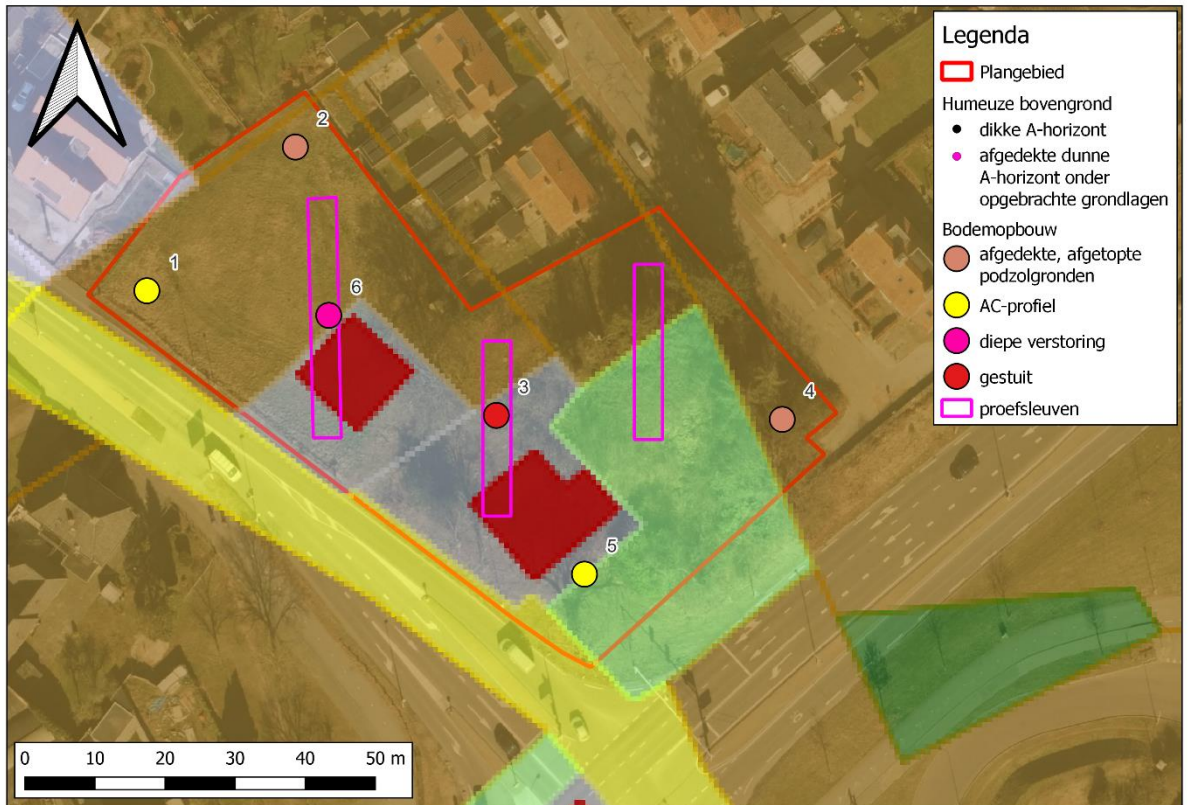 Legenda
Plangebied
Humeuze bovengrond
dikke A-horizont
afgedekte dunne
A-horizont onder
opgebrachte grondlagen
Bodemopbouw
afgedekte, afgetopte
podzolgronden
AC-profiel
diepe verstoring
gestuit
proefsleuven
2
1
6
3
4
5
0 10 20 30 40 50 m